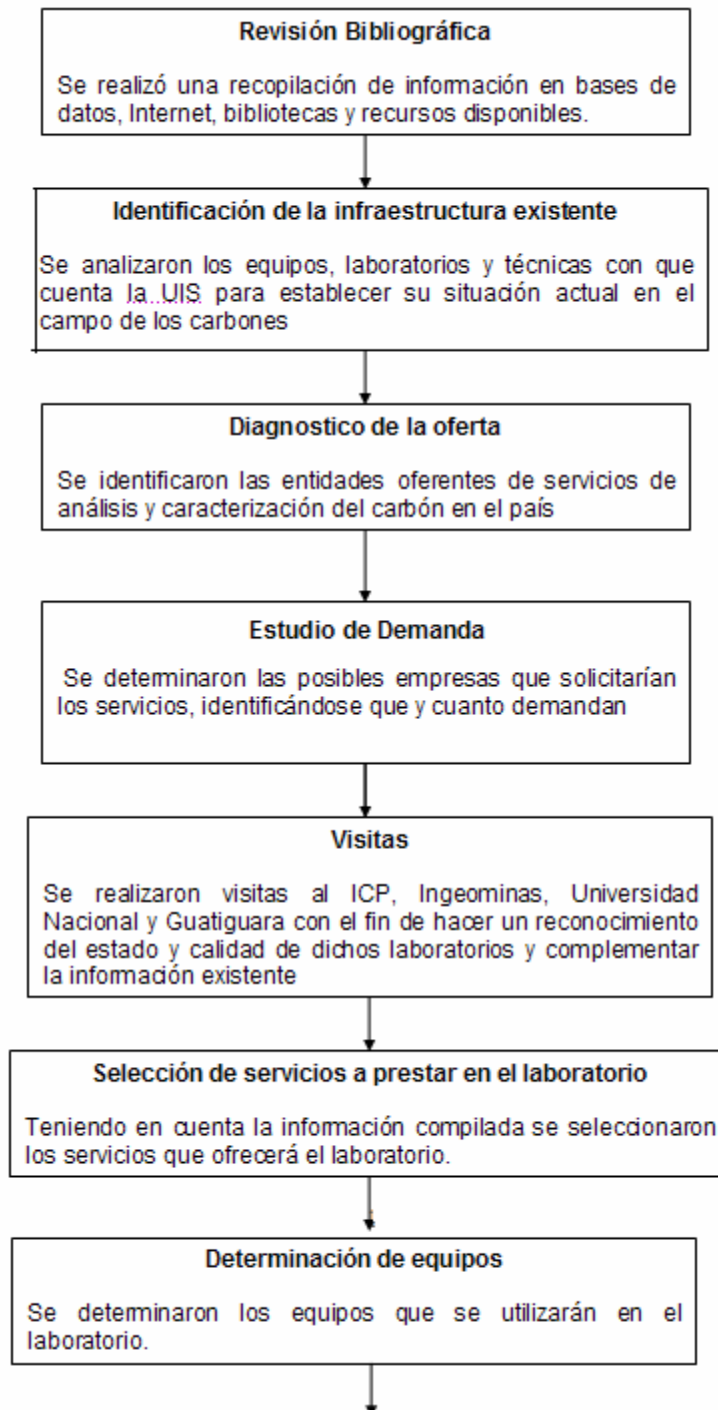 Revisión Bibliográfica
Se realizó una recopilación de información en bases de
datos, Internet, bibliotecas y recursos disponibles.
Identificación de la infraestructura existente
Se analizaron los equipos, laboratorios y técnicas con que
cuenta la UIS para establecer su situación actual en el
campo de los carbones
Diagnostico de la oferta
Se identificaron las entidades oferentes de servicios de
análisis y caracterización del carbón en el país
Estudio de Demanda
Se determinaron las posibles empresas que solicitarían
los servicios, identificándose que y cuanto demandan
Visitas
Se realizaron visitas al ICP, Ingeominas, Universidad
Nacional y Guatiguara con el fin de hacer un reconocimiento
del estado y calidad de dichos laboratorios y complementar
la información existente
Selección de servicios a prestar en el laboratorio
Teniendo en cuenta la información compilada se seleccionaron
los servicios que ofrecerá el laboratorio.
Determinación de equipos
Se determinaron los equipos que se utilizarán en el
laboratorio.